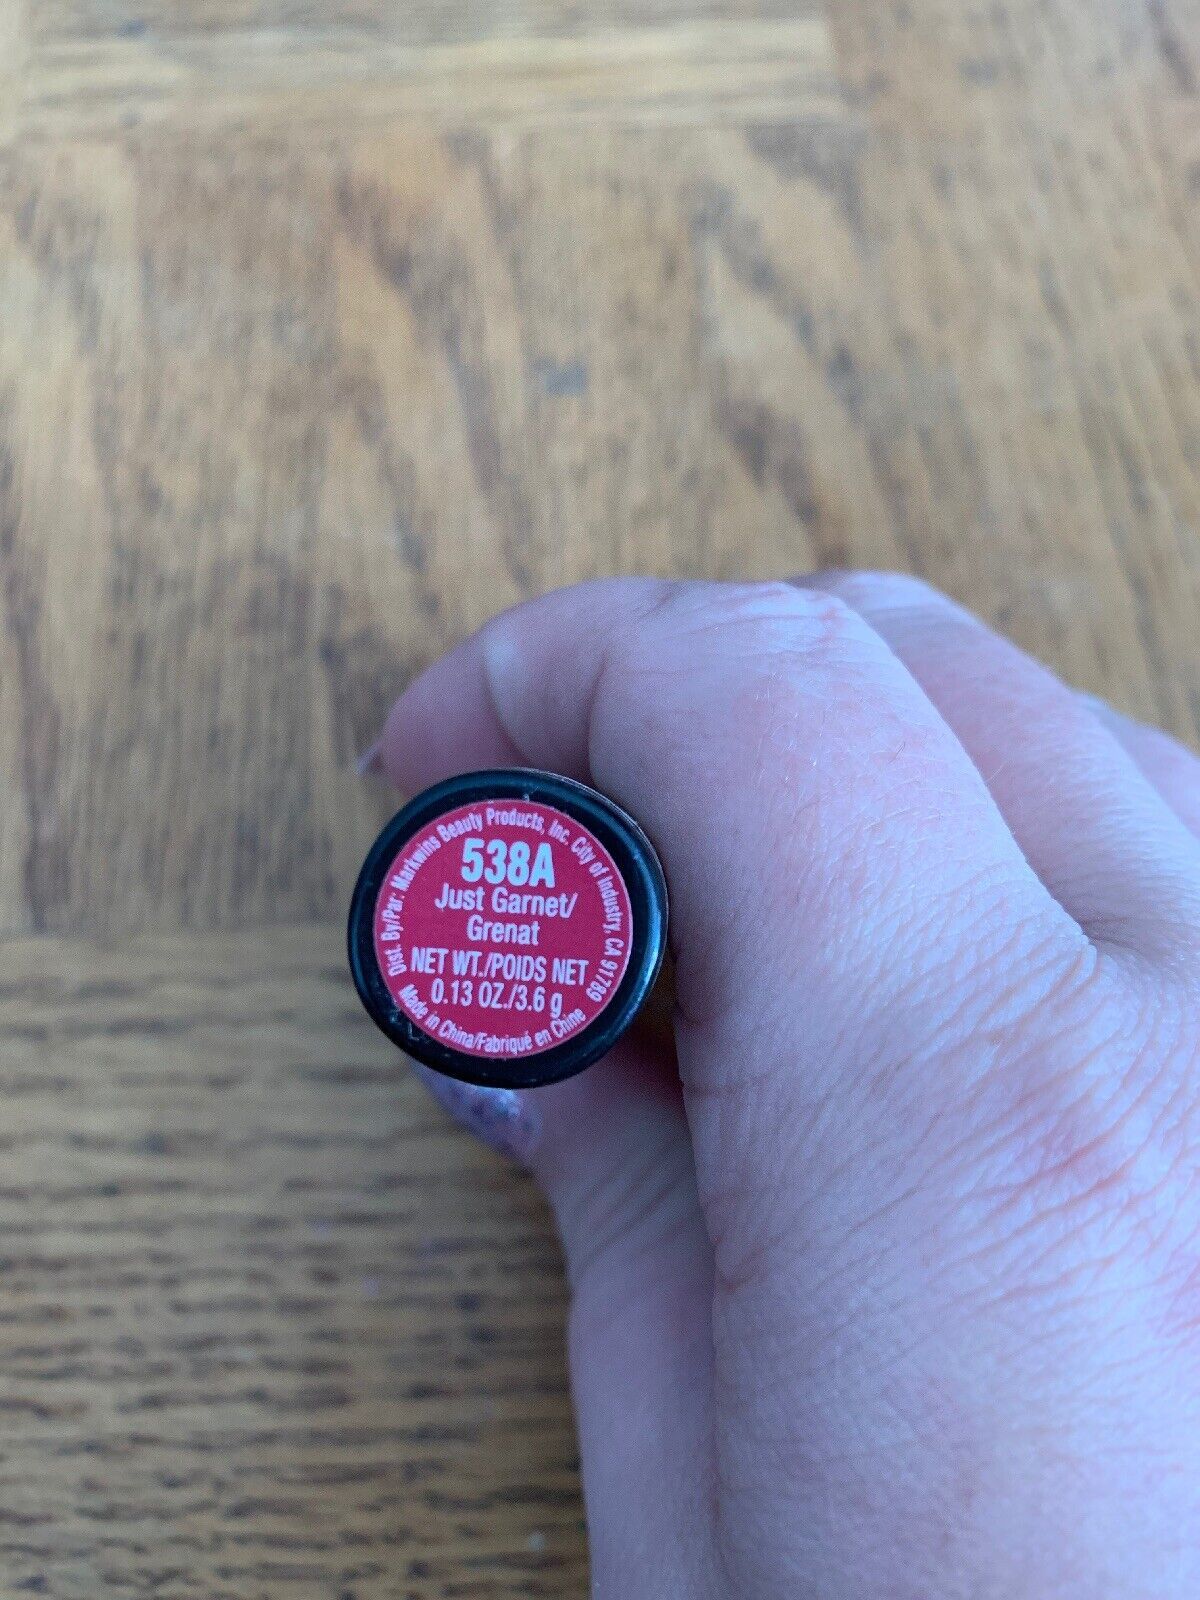 Dist. By/Par: Markwins Beauty Products, Inc. City of Industry, CA 91789
538A
Just Garnet/
Grenat
NET WT./POIDS NET
0.13 OZ./3.6 g
Made in China/Fabriqué en Chine